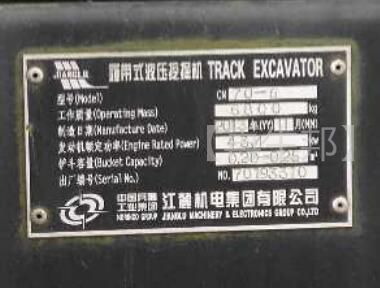 JIANGLU 履带式液压挖掘机 TRACK EXCAVATOR
型号(Model) CM 70-6
工作质量(Operating Mass) 6800 kg
制造日期(Manufacture Date) 年(YY) 月(MM)
发动机额定功率(Engine Rated Power) kw
铲斗容量(Bucket Capacity) 0.20-0.25 m³
出厂编号(Serial No.) NO. 70193310
中国兵器工业集团 江麓机电集团有限公司
NORINCO GROUP JIANGLU MACHINERY & ELECTRONICS GROUP CO.,LTD